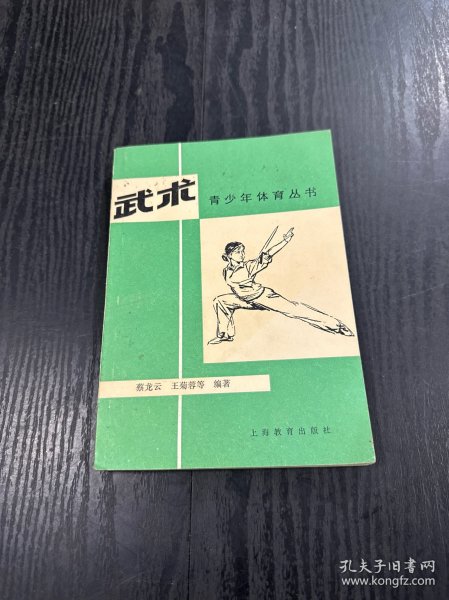 武术
青少年体育丛书
蔡龙云 王菊蓉等 编著
上海教育出版社
孔夫子旧书网
www.kongfz.com